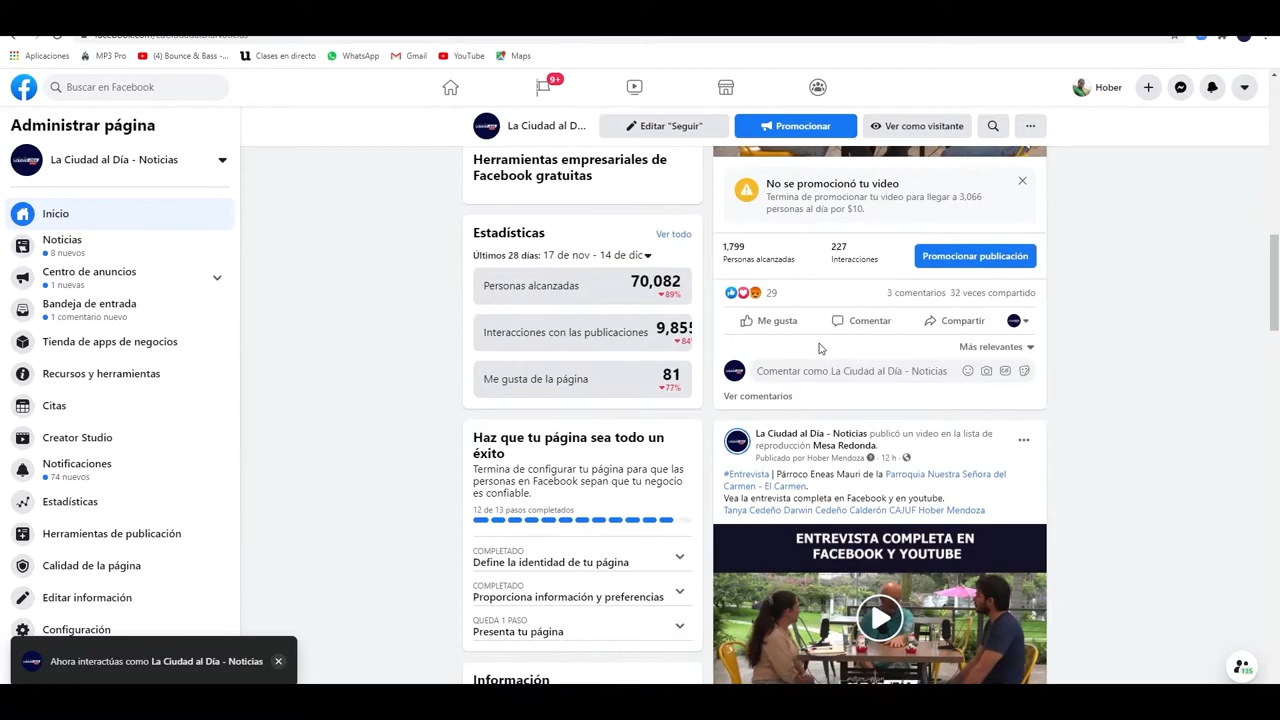 Aplicaciones MP3 Pro (4) Bounce & Bass -... Clases en directo WhatsApp Gmail YouTube Maps
Buscar en Facebook
9+
Hober
Administrar página
La Ciudad al Día - Noticias
Inicio
Noticias
8 nuevos
Centro de anuncios
1 nuevas
Bandeja de entrada
1 comentario nuevo
Tienda de apps de negocios
Recursos y herramientas
Citas
Creator Studio
Notificaciones
74 nuevos
Estadísticas
Herramientas de publicación
Calidad de la página
Editar información
Configuración
Ahora interactúas como La Ciudad al Día - Noticias
La Ciudad al D... Editar "Seguir" Promocionar Ver como visitante
Herramientas empresariales de
Facebook gratuitas
Estadísticas Ver todo
Últimos 28 días: 17 de nov - 14 de dic
Personas alcanzadas 70,082
89%
Interacciones con las publicaciones 9,855
84%
Me gusta de la página 81
77%
Haz que tu página sea todo un
éxito
Termina de configurar tu página para que las
personas en Facebook sepan que tu negocio
es confiable.
12 de 13 pasos completados
COMPLETADO
Define la identidad de tu página
COMPLETADO
Proporciona información y preferencias
QUEDA 1 PASO
Presenta tu página
Información
No se promocionó tu video
Termina de promocionar tu video para llegar a 3,066
personas al día por $10.
1,799 227
Personas alcanzadas Interacciones
Promocionar publicación
29 3 comentarios 32 veces compartido
Me gusta Comentar Compartir
Más relevantes
Comentar como La Ciudad al Día - Noticias
Ver comentarios
La Ciudad al Día - Noticias publicó un video en la lista de
reproducción Mesa Redonda.
Publicado por Hober Mendoza · 12 h ·
#Entrevista | Párroco Eneas Mauri de la Parroquia Nuestra Señora del
Carmen - El Carmen.
Vea la entrevista completa en Facebook y en youtube.
Tanya Cedeño Darwin Cedeño Calderón CAJUF Hober Mendoza
ENTREVISTA COMPLETA EN
FACEBOOK Y YOUTUBE
135